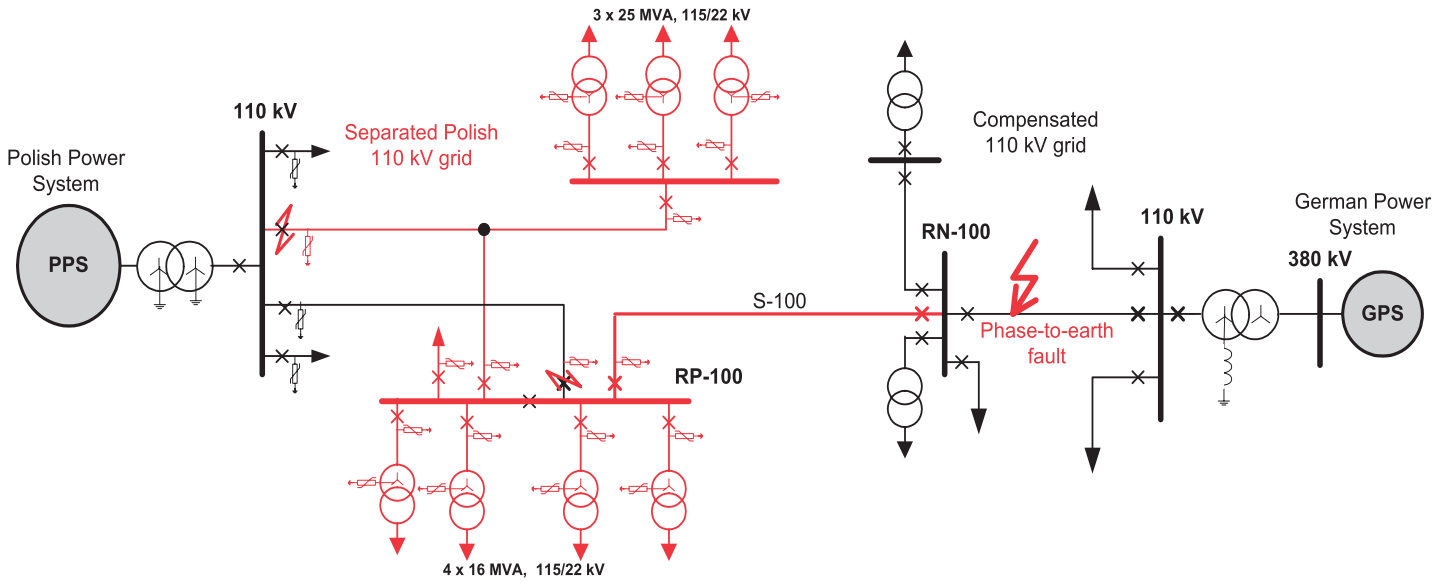 3 x 25 MVA, 115/22 kV
110 kV
Separated Polish
110 kV grid
Polish Power
System
PPS
Compensated
110 kV grid
RN-100
110 kV
German Power
System
380 kV
GPS
S-100
Phase-to-earth
fault
RP-100
4 x 16 MVA, 115/22 kV